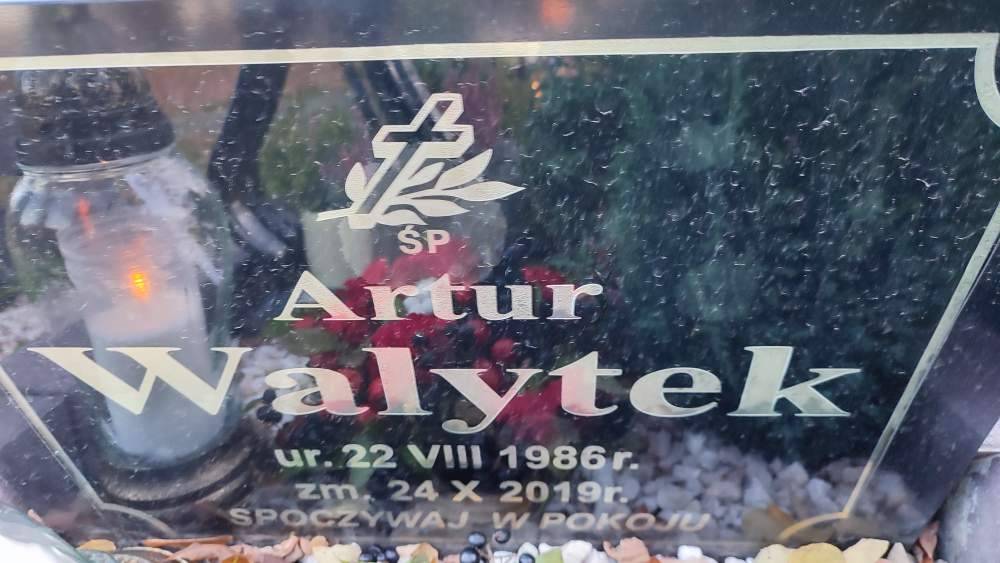 ŚP
Artur
Walytek
ur. 22 VIII 1986r.
zm. 24 X 2019r.
SPOCZYWAJ W POKOJU